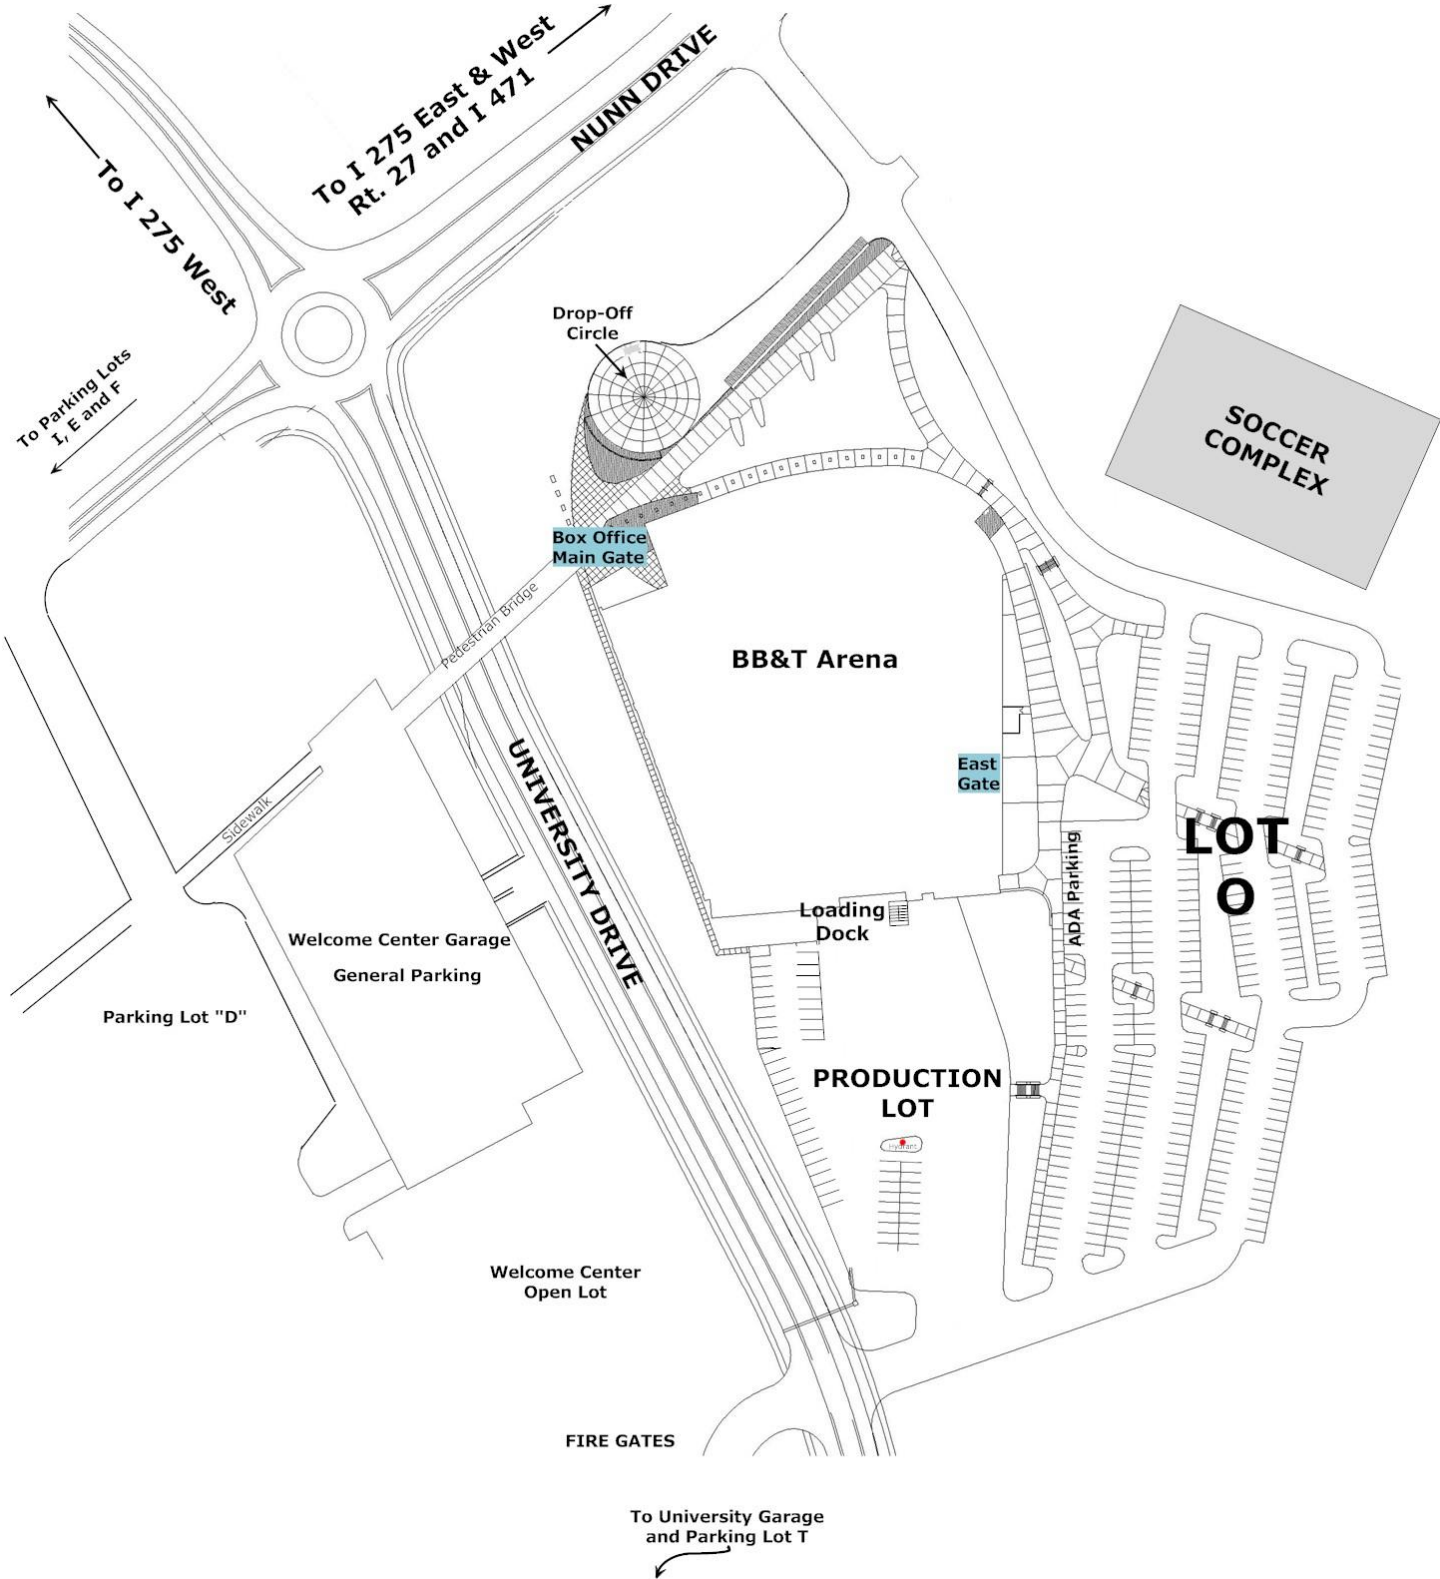 To I 275 East & West
Rt. 27 and I 471
NUNN DRIVE
To I 275 West
Drop-Off
Circle
To Parking Lots
I, E and F
SOCCER
COMPLEX
Box Office
Main Gate
Pedestrian Bridge
BB&T Arena
East
Gate
UNIVERSITY DRIVE
Sidewalk
LOT
O
ADA Parking
Loading
Dock
Welcome Center Garage
General Parking
Parking Lot "D"
PRODUCTION
LOT
Hydrant
Welcome Center
Open Lot
FIRE GATES
To University Garage
and Parking Lot T